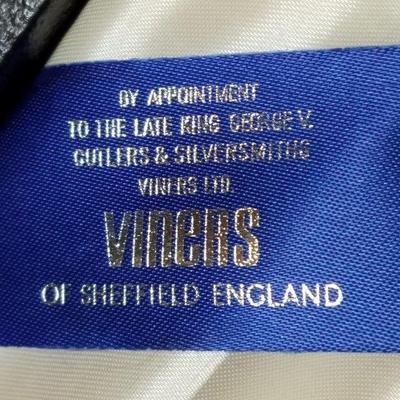 BY APPOINTMENT
TO THE LATE KING GEORGE V.
CUTLERS & SILVERSMITHS
VINERS LTD.
VINERS
OF SHEFFIELD ENGLAND